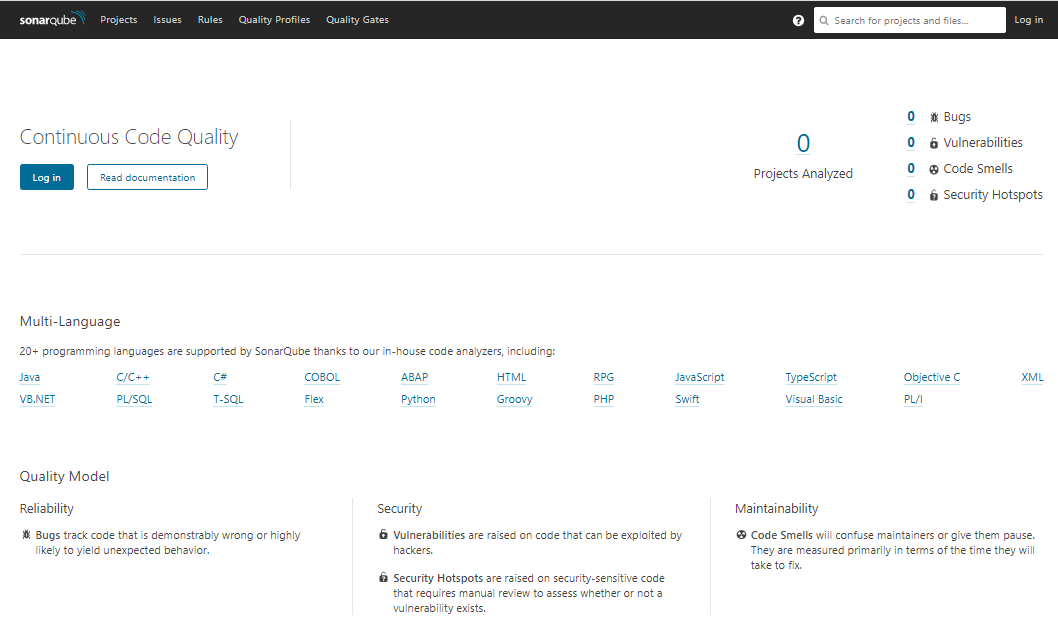 sonarqube Projects Issues Rules Quality Profiles Quality Gates ? Search for projects and files... Log in
Continuous Code Quality
Log in Read documentation
0
Projects Analyzed
0 Bugs
0 Vulnerabilities
0 Code Smells
0 Security Hotspots
Multi-Language
20+ programming languages are supported by SonarQube thanks to our in-house code analyzers, including:
Java C/C++ C# COBOL ABAP HTML RPG JavaScript TypeScript Objective C XML
VB.NET PL/SQL T-SQL Flex Python Groovy PHP Swift Visual Basic PL/I
Quality Model
Reliability
Bugs track code that is demonstrably wrong or highly
likely to yield unexpected behavior.
Security
Vulnerabilities are raised on code that can be exploited by
hackers.
Security Hotspots are raised on security-sensitive code
that requires manual review to assess whether or not a
vulnerability exists.
Maintainability
Code Smells will confuse maintainers or give them pause.
They are measured primarily in terms of the time they will
take to fix.